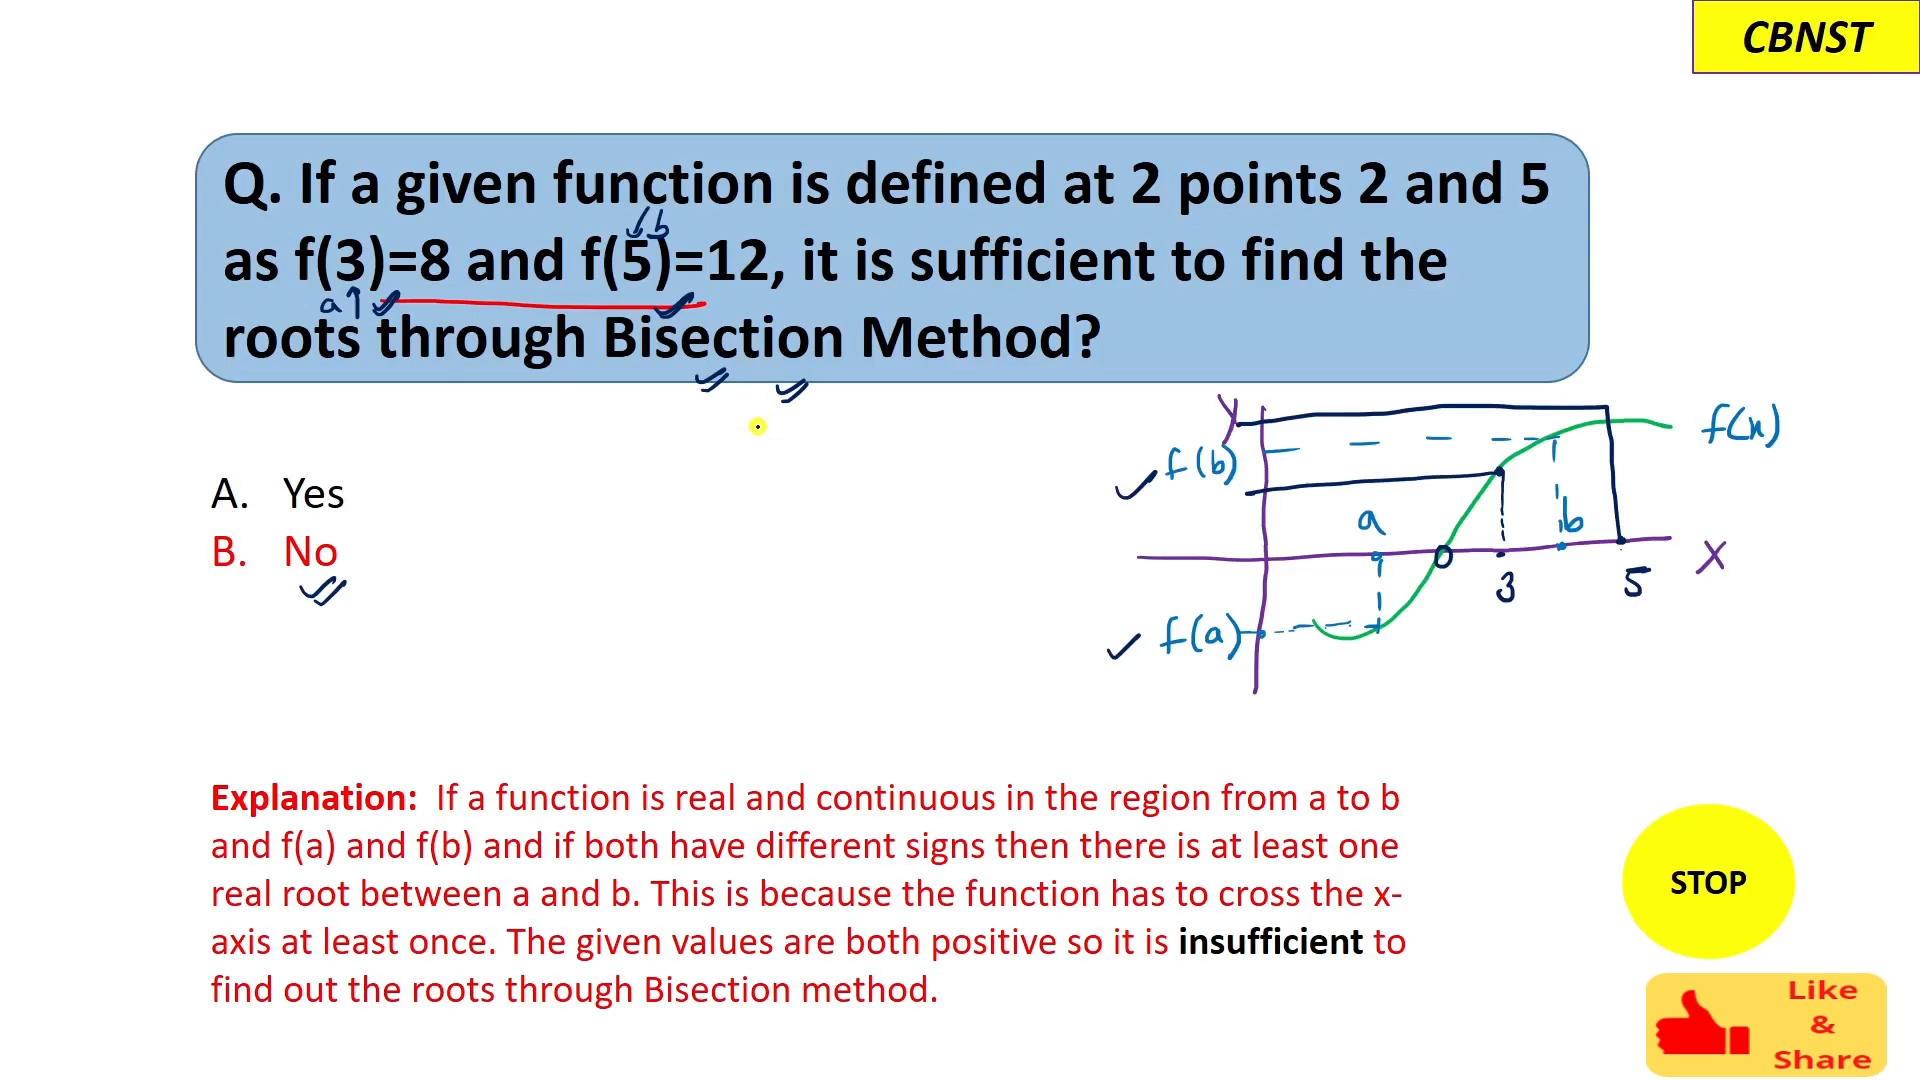 CBNST
Q. If a given function is defined at 2 points 2 and 5
as f(3)=8 and f(5)=12, it is sufficient to find the
roots through Bisection Method?
b
a
A. Yes
B. No
Y
f(x)
f(b)
a
b
0
3
5
X
f(a)
Explanation: If a function is real and continuous in the region from a to b
and f(a) and f(b) and if both have different signs then there is at least one
real root between a and b. This is because the function has to cross the x-
axis at least once. The given values are both positive so it is insufficient to
find out the roots through Bisection method.
STOP
Like
&
Share